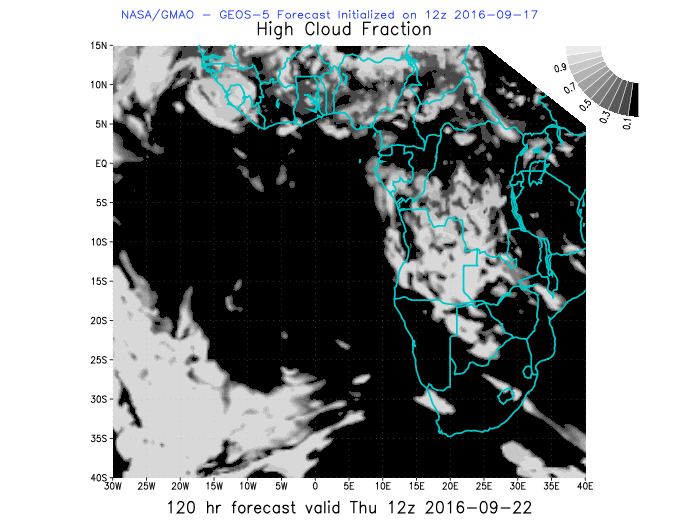 NASA/GMAO - GEOS-5 Forecast Initialized on 12z 2016-09-17
High Cloud Fraction
15N
10N
5N
EQ
5S
10S
15S
20S
25S
30S
35S
40S
30W 25W 20W 15W 10W 5W 0 5E 10E 15E 20E 25E 30E 35E 40E
0.9
0.7
0.5
0.3
0.1
120 hr forecast valid Thu 12z 2016-09-22